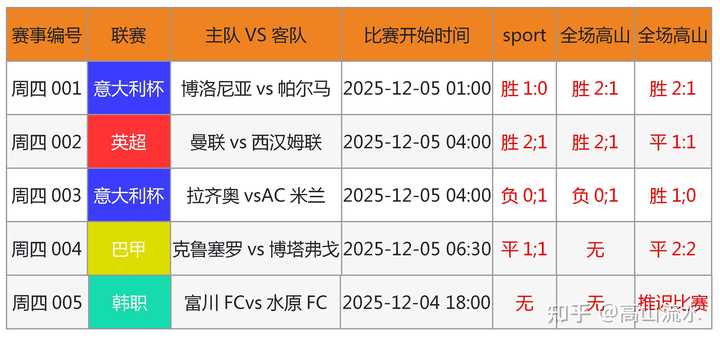 赛事编号 联赛 主队 VS 客队 比赛开始时间 sport 全场高山 全场高山
周四 001 意大利杯 博洛尼亚 vs 帕尔马 2025-12-05 01:00 胜 1:0 胜 2:1 胜 2:1
周四 002 英超 曼联 vs 西汉姆联 2025-12-05 04:00 胜 2;1 胜 2;1 平 1:1
周四 003 意大利杯 拉齐奥 vsAC 米兰 2025-12-05 04:00 负 0;1 负 0;1 胜 1;0
周四 004 巴甲 克鲁塞罗 vs 博塔弗戈 2025-12-05 06:30 平 1;1 无 平 2:2
周四 005 韩职 富川 FCvs 水原 FC 2025-12-04 18:00 无 无 推识比赛
知乎 @高山流水